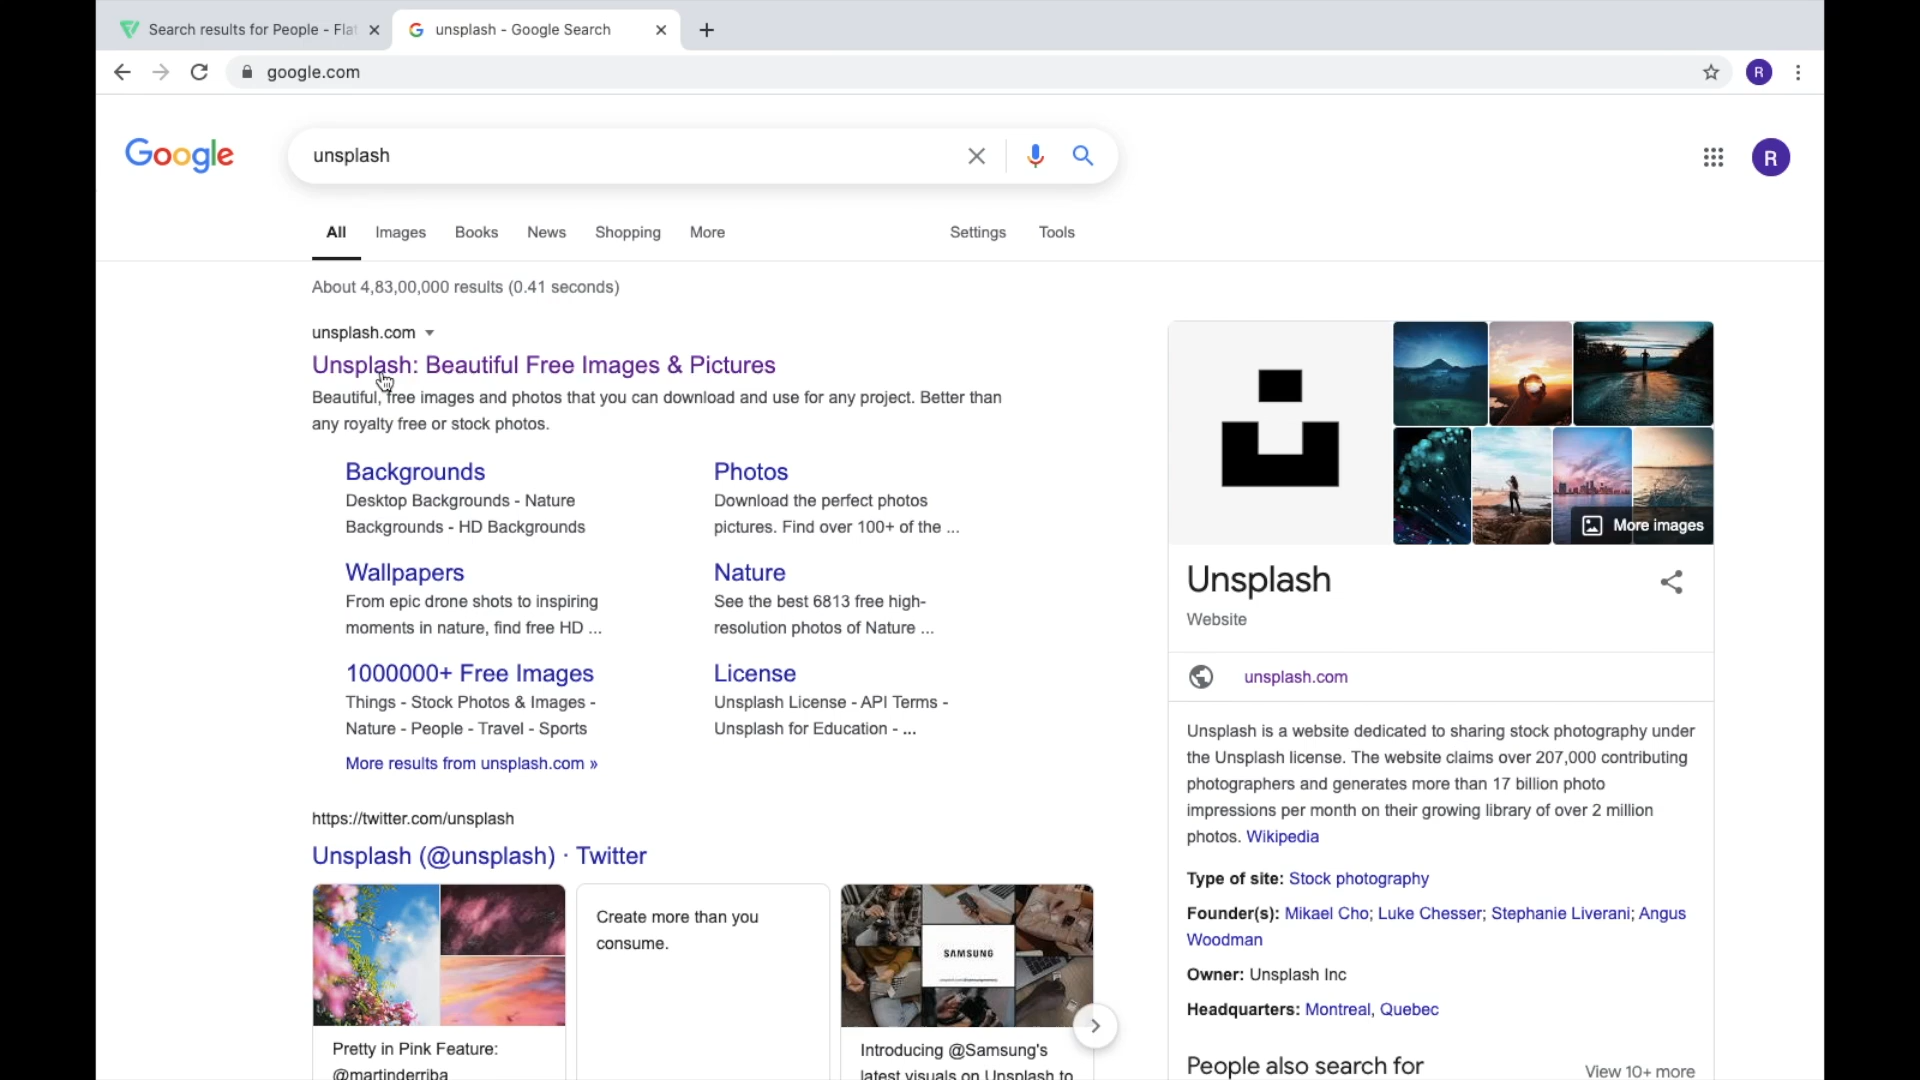 Search results for People - Fla
unsplash - Google Search
google.com
R
Google
unsplash
R
All
Images
Books
News
Shopping
More
Settings
Tools
About 4,83,00,000 results (0.41 seconds)
unsplash.com
Unsplash: Beautiful Free Images & Pictures
Beautiful, free images and photos that you can download and use for any project. Better than
any royalty free or stock photos.
Backgrounds
Desktop Backgrounds - Nature
Backgrounds - HD Backgrounds
Photos
Download the perfect photos
pictures. Find over 100+ of the ...
Wallpapers
From epic drone shots to inspiring
moments in nature, find free HD ...
Nature
See the best 6813 free high-
resolution photos of Nature ...
1000000+ Free Images
Things - Stock Photos & Images -
Nature - People - Travel - Sports
License
Unsplash License - API Terms -
Unsplash for Education - ...
More results from unsplash.com »
https://twitter.com/unsplash
Unsplash (@unsplash) · Twitter
Pretty in Pink Feature:
@martinderriba
Create more than you
consume.
SAMSUNG
Introducing @Samsung's
latest visuals on Unsplash to
More images
Unsplash
Website
unsplash.com
Unsplash is a website dedicated to sharing stock photography under
the Unsplash license. The website claims over 207,000 contributing
photographers and generates more than 17 billion photo
impressions per month on their growing library of over 2 million
photos. Wikipedia
Type of site: Stock photography
Founder(s): Mikael Cho; Luke Chesser; Stephanie Liverani; Angus
Woodman
Owner: Unsplash Inc
Headquarters: Montreal, Quebec
People also search for
View 10+ more